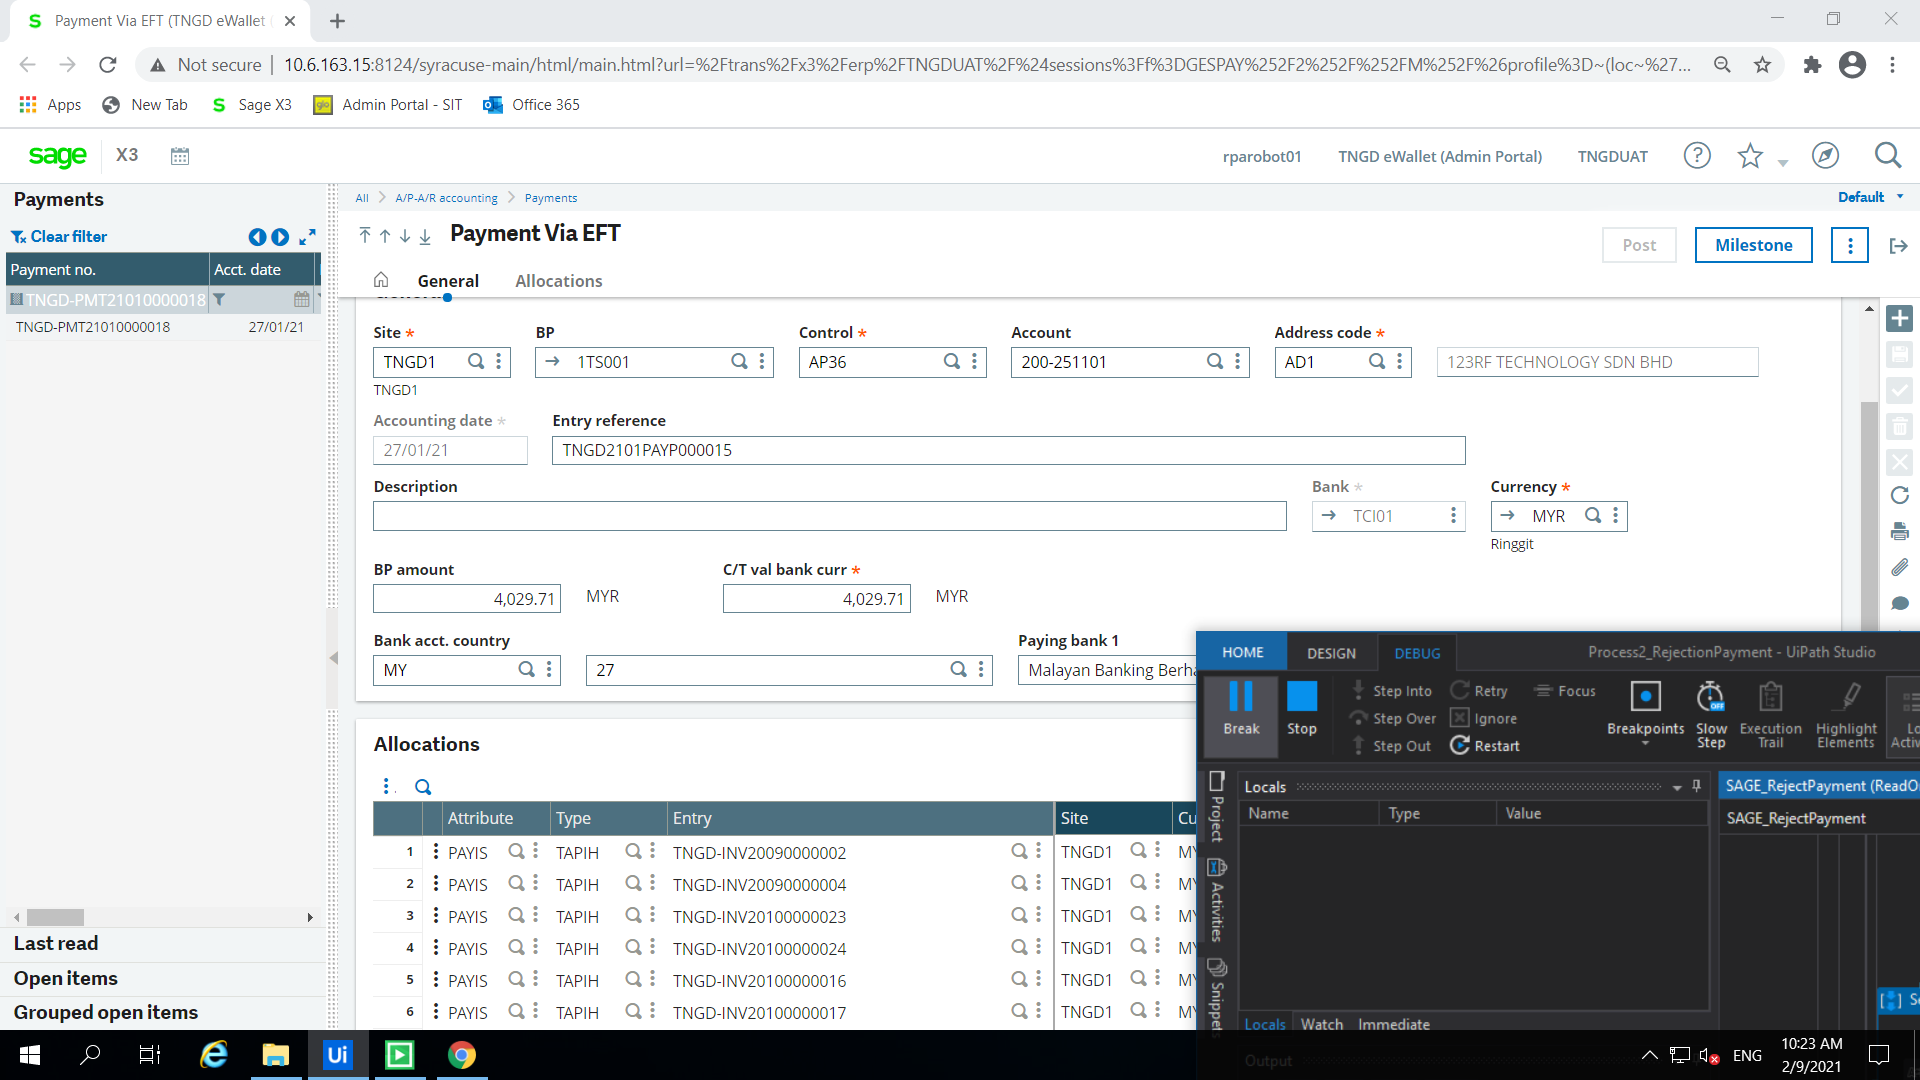 Payment Via EFT (TNGD eWallet (
Not secure | 10.6.163.15:8124/syracuse-main/html/main.html?url=%2Ftrans%2Fx3%2Ferp%2FTNGDUAT%2F%24sessions%3Ff%3DGESPAY%252F2%252F%252FM%252F%26profile%3D~(loc~%27...
Apps New Tab Sage X3 Admin Portal - SIT Office 365
sage X3 rparobot01 TNGD eWallet (Admin Portal) TNGDUAT
Payments
All A/P-A/R accounting Payments Default
Clear filter
Payment Via EFT Post Milestone
Payment no. Acct. date
General Allocations
TNGD-PMT21010000018
TNGD-PMT21010000018 27/01/21
Site * BP Control * Account Address code *
TNGD1 1TS001 AP36 200-251101 AD1 123RF TECHNOLOGY SDN BHD
TNGD1
Accounting date * Entry reference
27/01/21 TNGD2101PAYP000015
Description Bank * Currency *
TCI01 MYR
Ringgit
BP amount C/T val bank curr *
4,029.71 MYR 4,029.71 MYR
Bank acct. country Paying bank 1
MY 27 Malayan Banking Berha
Allocations
Attribute Type Entry Site Cu
1 PAYIS TAPIH TNGD-INV20090000002 TNGD1 MY
2 PAYIS TAPIH TNGD-INV20090000004 TNGD1 MY
3 PAYIS TAPIH TNGD-INV20100000023 TNGD1 MY
4 PAYIS TAPIH TNGD-INV20100000024 TNGD1 MY
5 PAYIS TAPIH TNGD-INV20100000016 TNGD1 MY
6 PAYIS TAPIH TNGD-INV20100000017 TNGD1 MY
Last read
Open items
Grouped open items
HOME DESIGN DEBUG Process2_RejectionPayment - UiPath Studio
Break Stop
Step Into Retry Focus
Step Over Ignore
Step Out Restart
Breakpoints Slow Step OFF Execution Trail Highlight Elements Lo Activ
Project
Activities
Snippets
Locals
Name Type Value
SAGE_RejectPayment (ReadOn
SAGE_RejectPayment
Se
Locals Watch Immediate
Output
Ui ENG 10:23 AM
2/9/2021